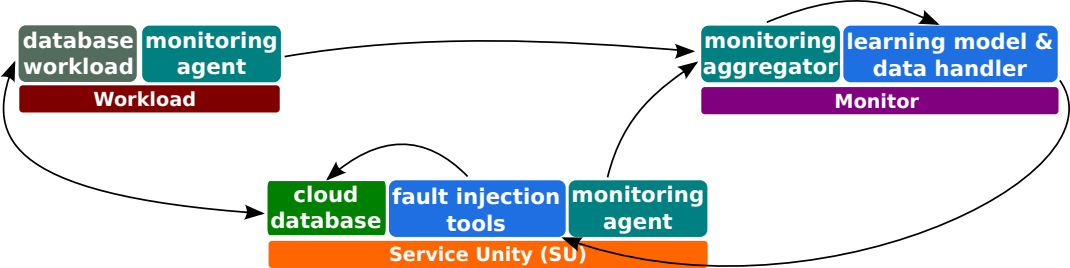 database
workload
monitoring
agent
Workload
monitoring
aggregator
learning model &
data handler
Monitor
cloud
database
fault injection
tools
monitoring
agent
Service Unity (SU)